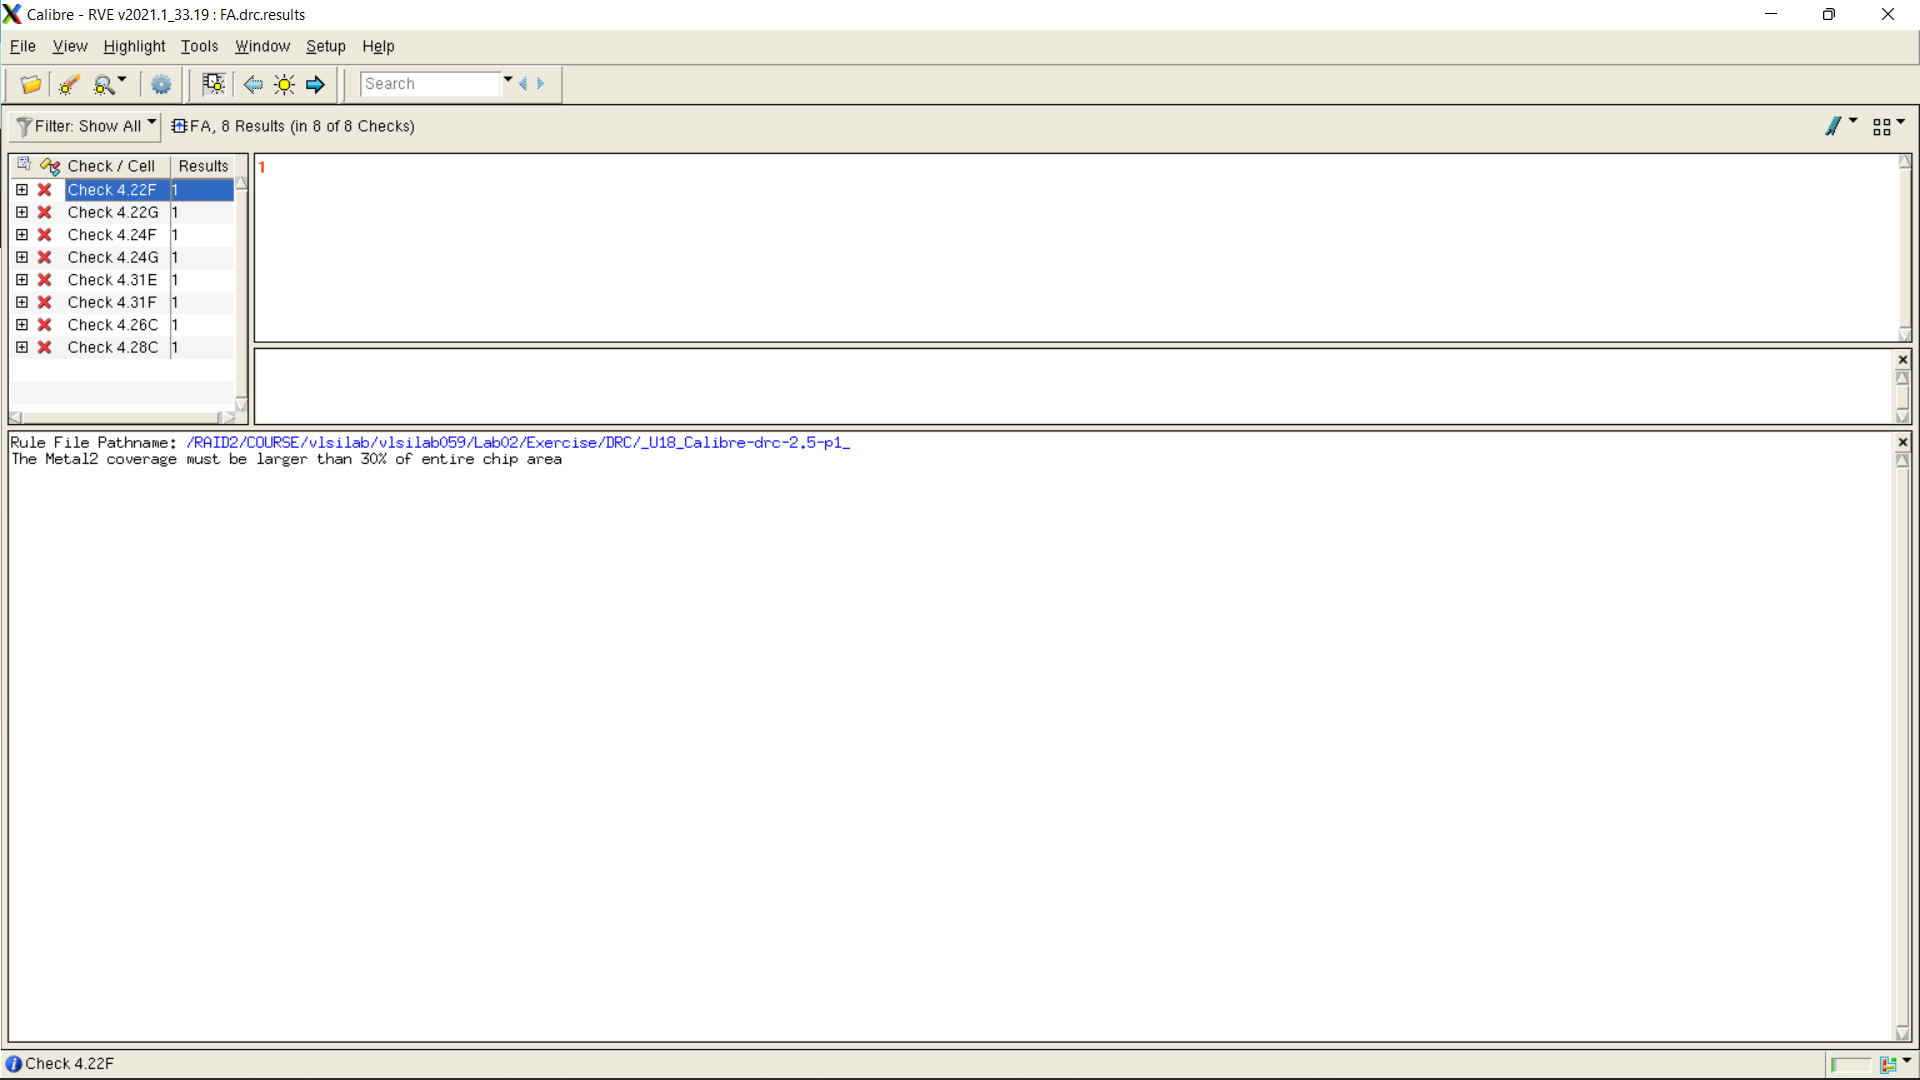 Calibre - RVE v2021.1_33.19 : FA.drc.results
File View Highlight Tools Window Setup Help
Search
Filter: Show All FA, 8 Results (in 8 of 8 Checks)
Check / Cell Results
1
Check 4.22F 1
Check 4.22G 1
Check 4.24F 1
Check 4.24G 1
Check 4.31E 1
Check 4.31F 1
Check 4.26C 1
Check 4.28C 1
Rule File Pathname: /RAID2/COURSE/vlsilab/vlsilab059/Lab02/Exercise/DRC/_U18_Calibre-drc-2.5-p1_
The Metal2 coverage must be larger than 30% of entire chip area
Check 4.22F